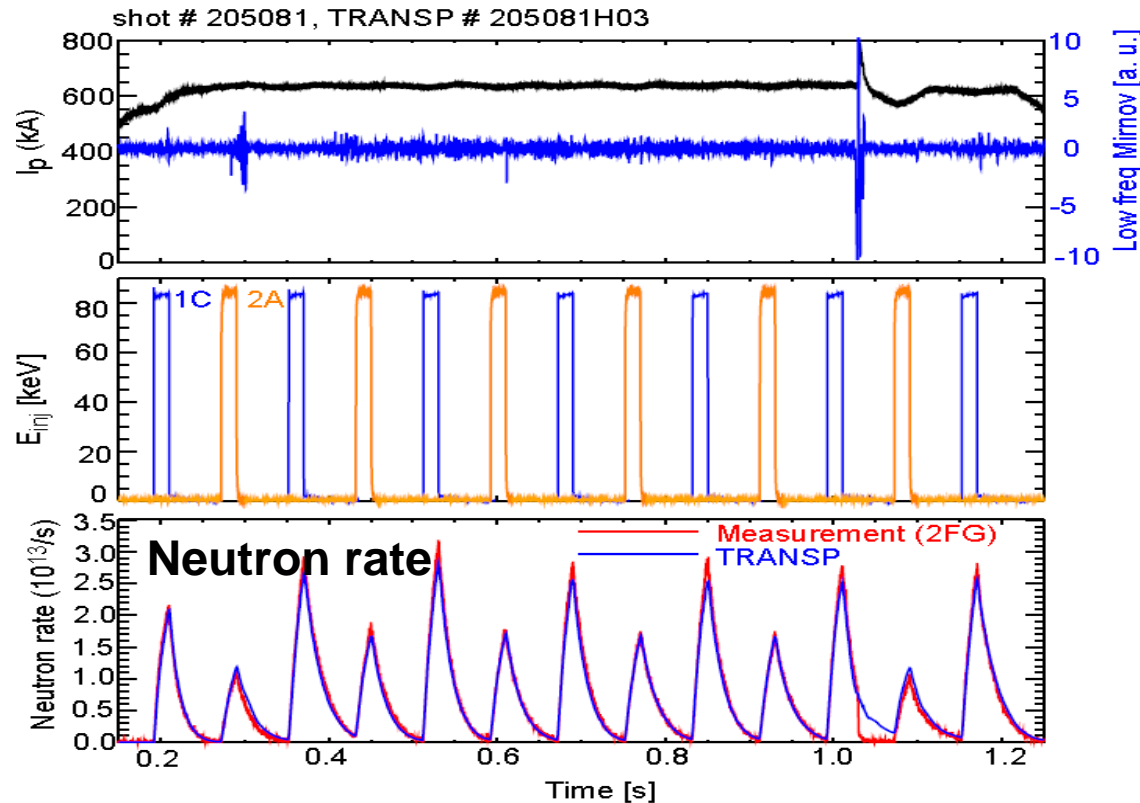 shot # 205081, TRANSP # 205081H03
800
600
400
200
0
I_p (kA)
10
5
0
-5
-10
Low freq Mirnov [a. u.]
1C 2A
80
60
40
20
0
E_inj [keV]
Neutron rate
Measurement (2FG)
TRANSP
3.5
3.0
2.5
2.0
1.5
1.0
0.5
0.0
Neutron rate (10^13/s)
0.2 0.4 0.6 0.8 1.0 1.2
Time [s]